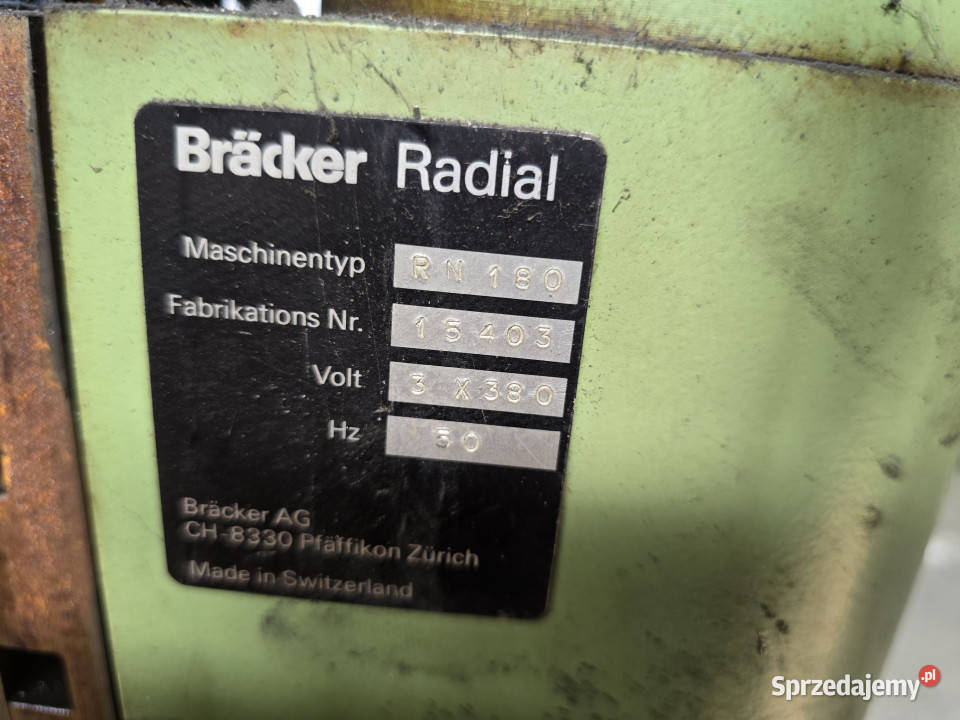 Bräcker Radial
Maschinentyp RN 180
Fabrikations Nr. 15403
Volt 3 X380
Hz 50
Bräcker AG
CH-8330 Pfäffikon Zürich
Made in Switzerland
Sprzedajemy.pl